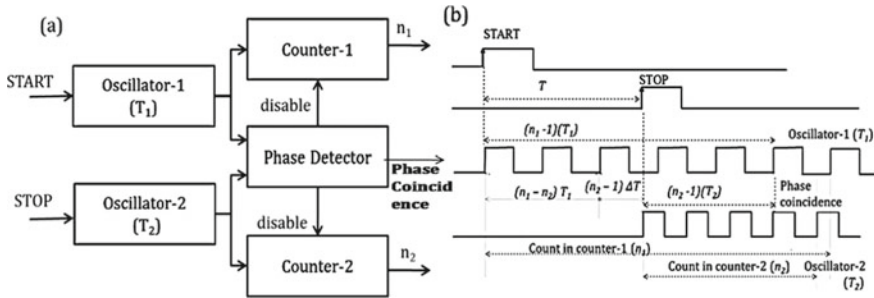 (a)
START
Oscillator-1
(T₁)
STOP
Oscillator-2
(T₂)
Counter-1
n₁
disable
Phase Detector
Phase
Coincid
ence
disable
Counter-2
n₂
(b)
START
T
STOP
(n₁ -1)(T₁)
Oscillator-1 (T₁)
(n₁ – n₂) T₁
(n₂ – 1) ΔT
(n₂ -1)(T₂)
Phase
coincidence
Count in counter-1 (n₁)
Count in counter-2 (n₂)
Oscillator-2
(T₂)